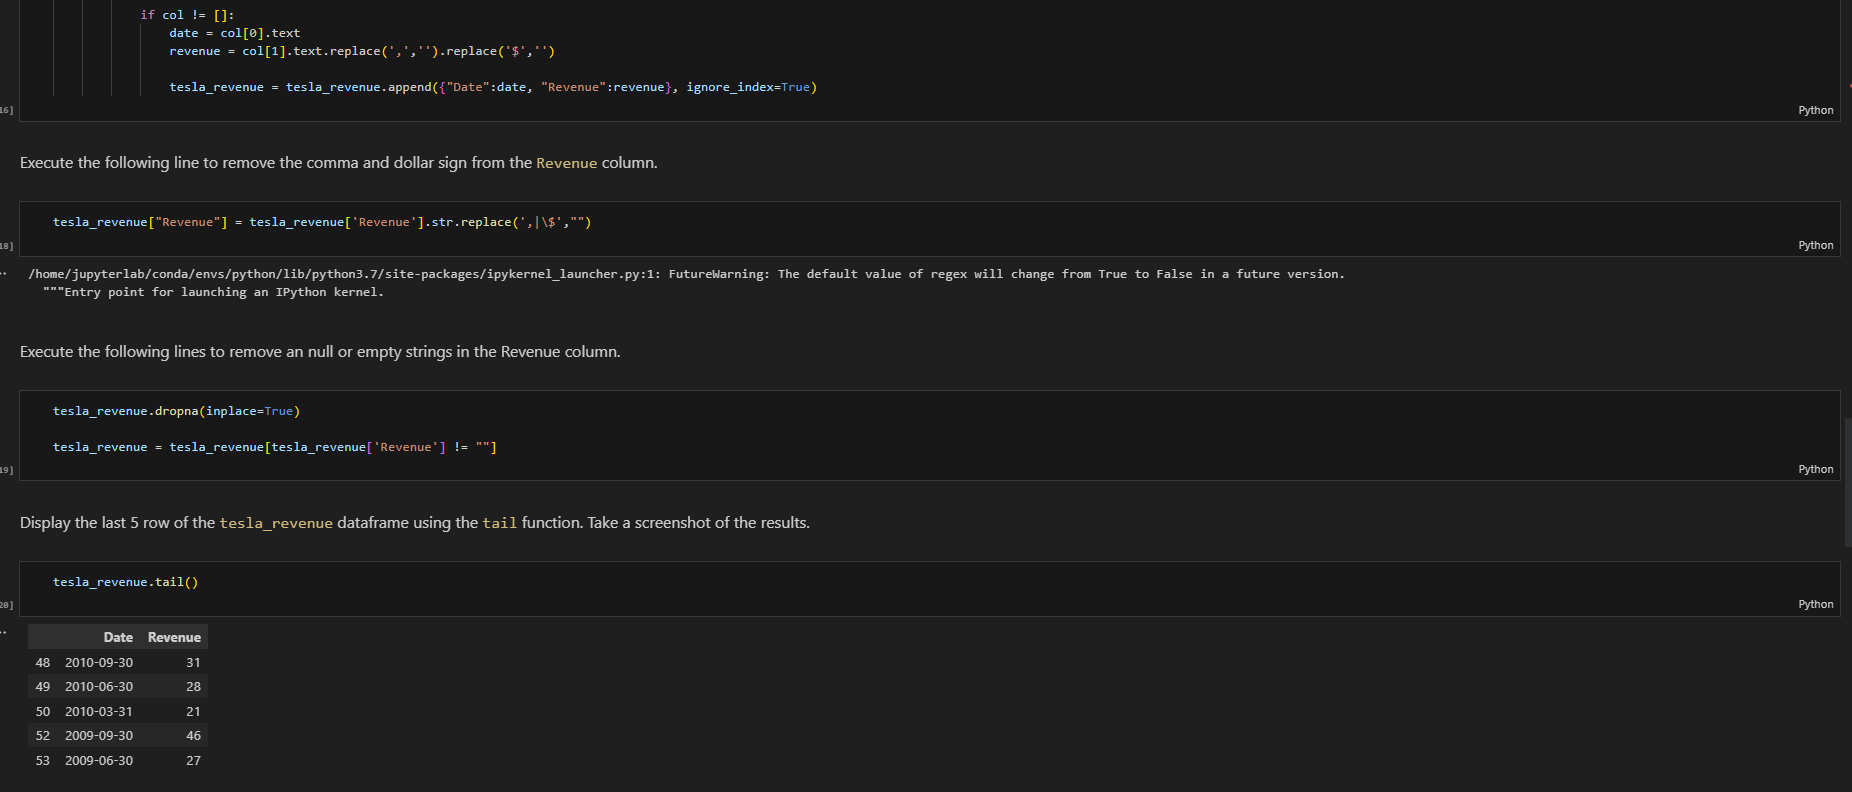 if col != []:
date = col[0].text
revenue = col[1].text.replace(',','').replace('$','')
tesla_revenue = tesla_revenue.append({"Date":date, "Revenue":revenue}, ignore_index=True)
16]
Python
Execute the following line to remove the comma and dollar sign from the Revenue column.
tesla_revenue["Revenue"] = tesla_revenue['Revenue'].str.replace(',|\$',"")
18]
Python
/home/jupyterlab/conda/envs/python/lib/python3.7/site-packages/ipykernel_launcher.py:1: FutureWarning: The default value of regex will change from True to False in a future version.
"""Entry point for launching an IPython kernel.
Execute the following lines to remove an null or empty strings in the Revenue column.
tesla_revenue.dropna(inplace=True)
tesla_revenue = tesla_revenue[tesla_revenue['Revenue'] != ""]
19]
Python
Display the last 5 row of the tesla_revenue dataframe using the tail function. Take a screenshot of the results.
tesla_revenue.tail()
20]
Python
Date Revenue
48 2010-09-30 31
49 2010-06-30 28
50 2010-03-31 21
52 2009-09-30 46
53 2009-06-30 27